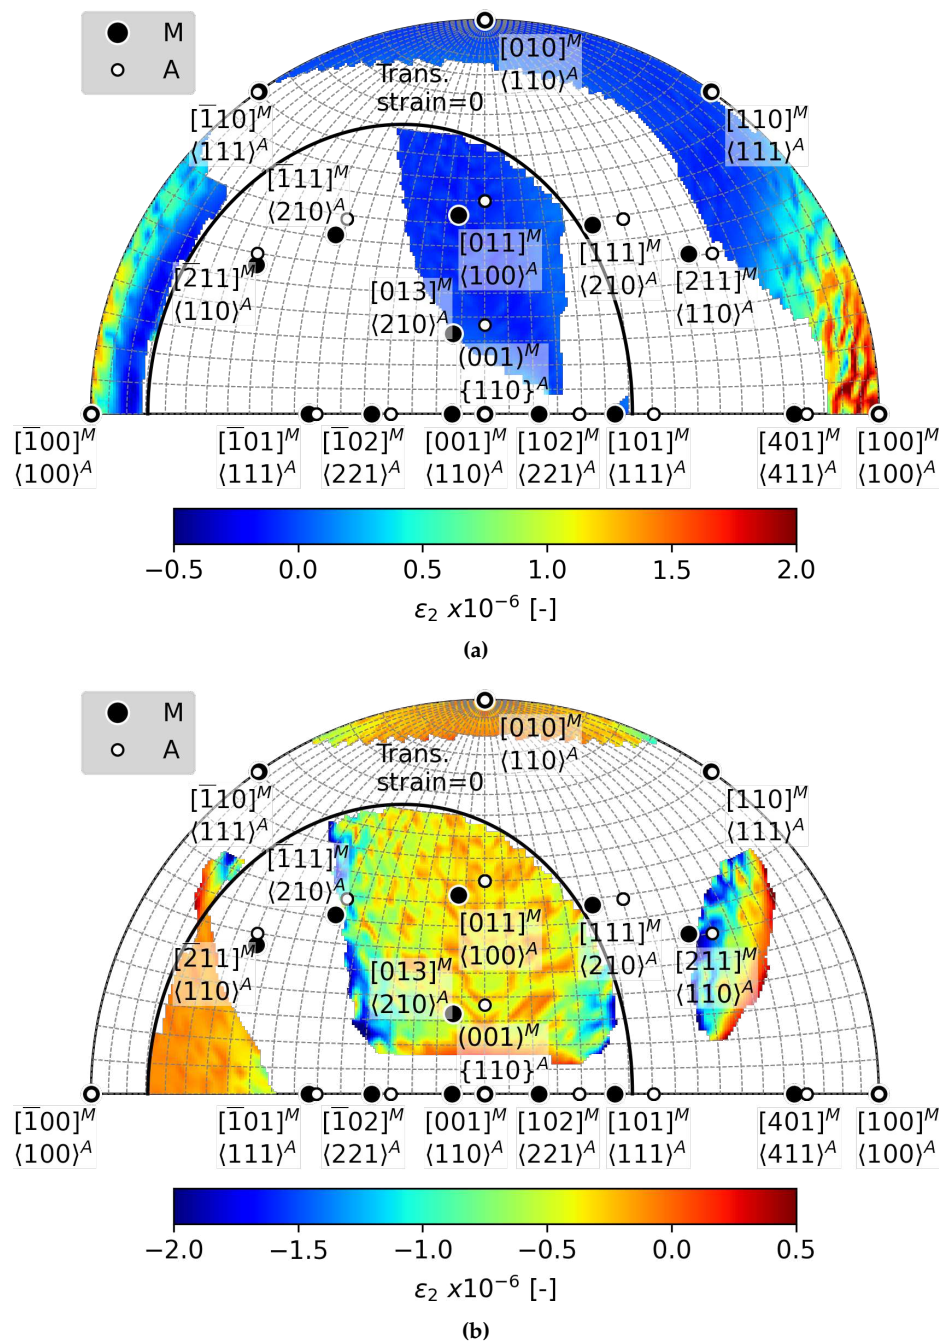 M
A
[010]ᴹ
⟨110⟩ᴬ
Trans.
strain=0
[1̅10]ᴹ
⟨111⟩ᴬ
[110]ᴹ
⟨111⟩ᴬ
[1̅11]ᴹ
⟨210⟩ᴬ
[011]ᴹ
⟨100⟩ᴬ
[111]ᴹ
⟨210⟩ᴬ
[2̅11]ᴹ
⟨110⟩ᴬ
[211]ᴹ
⟨110⟩ᴬ
[013]ᴹ
⟨210⟩ᴬ
(001)ᴹ
{110}ᴬ
[1̅00]ᴹ [1̅01]ᴹ [1̅02]ᴹ [001]ᴹ [102]ᴹ [101]ᴹ [401]ᴹ [100]ᴹ
⟨100⟩ᴬ ⟨111⟩ᴬ ⟨221⟩ᴬ ⟨110⟩ᴬ ⟨221⟩ᴬ ⟨111⟩ᴬ ⟨411⟩ᴬ ⟨100⟩ᴬ
−0.5 0.0 0.5 1.0 1.5 2.0
ε₂ x10⁻⁶ [-]
(a)
M
A
[010]ᴹ
⟨110⟩ᴬ
Trans.
strain=0
[1̅10]ᴹ
⟨111⟩ᴬ
[110]ᴹ
⟨111⟩ᴬ
[1̅11]ᴹ
⟨210⟩ᴬ
[011]ᴹ
⟨100⟩ᴬ
[111]ᴹ
⟨210⟩ᴬ
[2̅11]ᴹ
⟨110⟩ᴬ
[211]ᴹ
⟨110⟩ᴬ
[013]ᴹ
⟨210⟩ᴬ
(001)ᴹ
{110}ᴬ
[1̅00]ᴹ [1̅01]ᴹ [1̅02]ᴹ [001]ᴹ [102]ᴹ [101]ᴹ [401]ᴹ [100]ᴹ
⟨100⟩ᴬ ⟨111⟩ᴬ ⟨221⟩ᴬ ⟨110⟩ᴬ ⟨221⟩ᴬ ⟨111⟩ᴬ ⟨411⟩ᴬ ⟨100⟩ᴬ
−2.0 −1.5 −1.0 −0.5 0.0 0.5
ε₂ x10⁻⁶ [-]
(b)